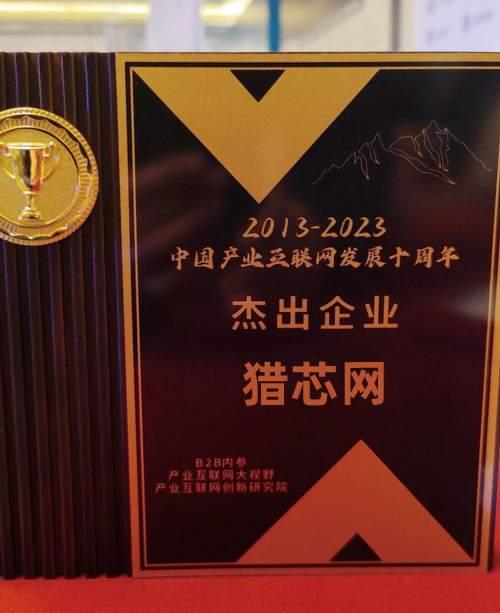 2013-2023
中国产业互联网发展十周年
杰出企业
猎芯网
B2B内参
产业互联网大视野
产业互联网创新研究院